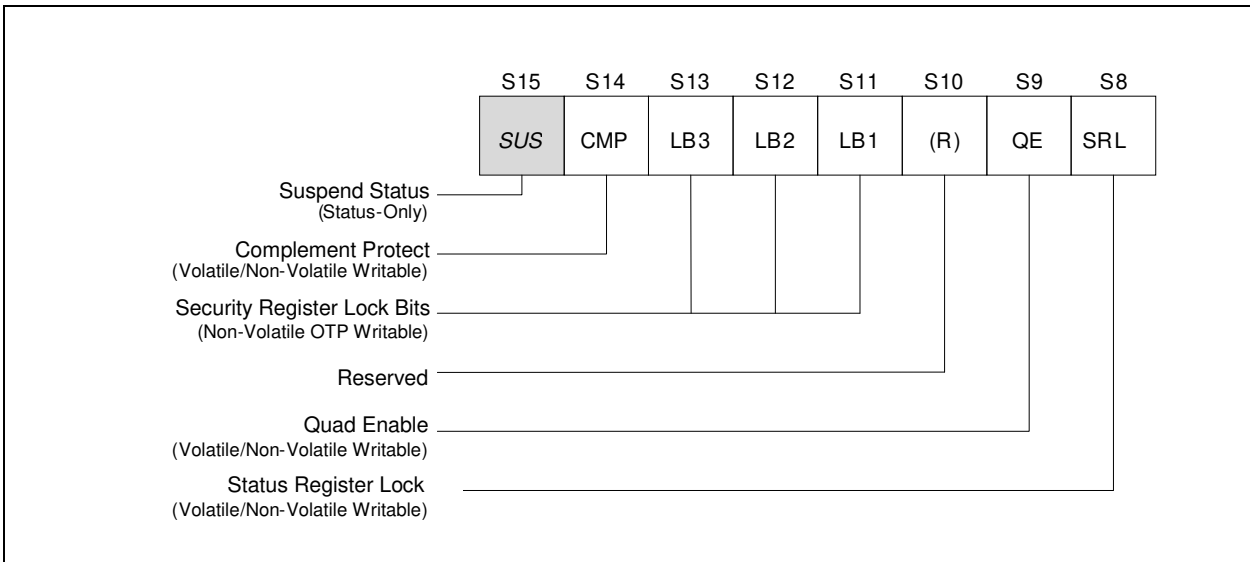 S15 S14 S13 S12 S11 S10 S9 S8
SUS CMP LB3 LB2 LB1 (R) QE SRL
Suspend Status
(Status-Only)
Complement Protect
(Volatile/Non-Volatile Writable)
Security Register Lock Bits
(Non-Volatile OTP Writable)
Reserved
Quad Enable
(Volatile/Non-Volatile Writable)
Status Register Lock
(Volatile/Non-Volatile Writable)